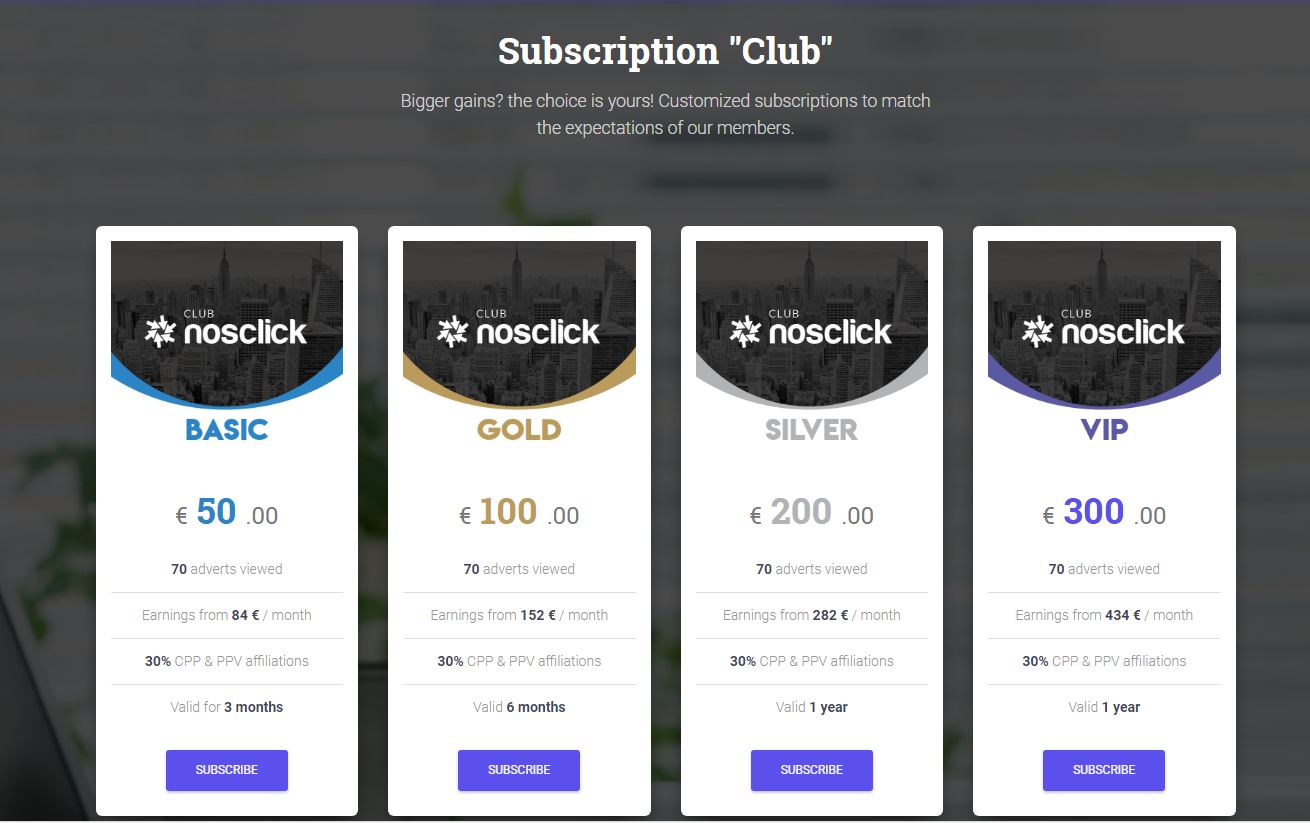 Subscription "Club"
Bigger gains? the choice is yours! Customized subscriptions to match
the expectations of our members.
CLUB
nosclick
BASIC
€ 50 .00
70 adverts viewed
Earnings from 84 € / month
30% CPP & PPV affiliations
Valid for 3 months
SUBSCRIBE
CLUB
nosclick
GOLD
€ 100 .00
70 adverts viewed
Earnings from 152 € / month
30% CPP & PPV affiliations
Valid 6 months
SUBSCRIBE
CLUB
nosclick
SILVER
€ 200 .00
70 adverts viewed
Earnings from 282 € / month
30% CPP & PPV affiliations
Valid 1 year
SUBSCRIBE
CLUB
nosclick
VIP
€ 300 .00
70 adverts viewed
Earnings from 434 € / month
30% CPP & PPV affiliations
Valid 1 year
SUBSCRIBE